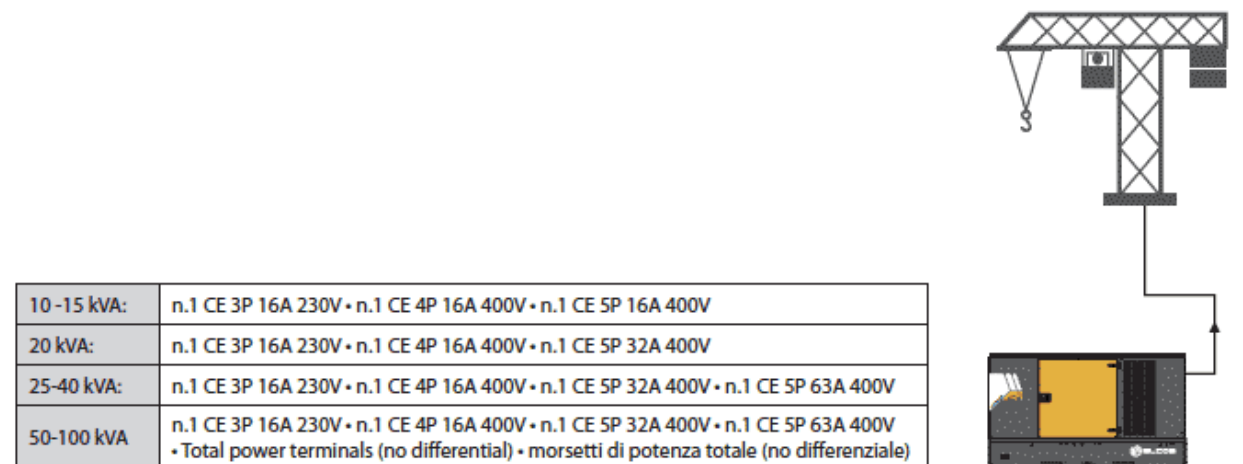 10 -15 kVA: n.1 CE 3P 16A 230V • n.1 CE 4P 16A 400V • n.1 CE 5P 16A 400V
20 kVA: n.1 CE 3P 16A 230V • n.1 CE 4P 16A 400V • n.1 CE 5P 32A 400V
25-40 kVA: n.1 CE 3P 16A 230V • n.1 CE 4P 16A 400V • n.1 CE 5P 32A 400V • n.1 CE 5P 63A 400V
50-100 kVA n.1 CE 3P 16A 230V • n.1 CE 4P 16A 400V • n.1 CE 5P 32A 400V • n.1 CE 5P 63A 400V
• Total power terminals (no differential) • morsetti di potenza totale (no differenziale)